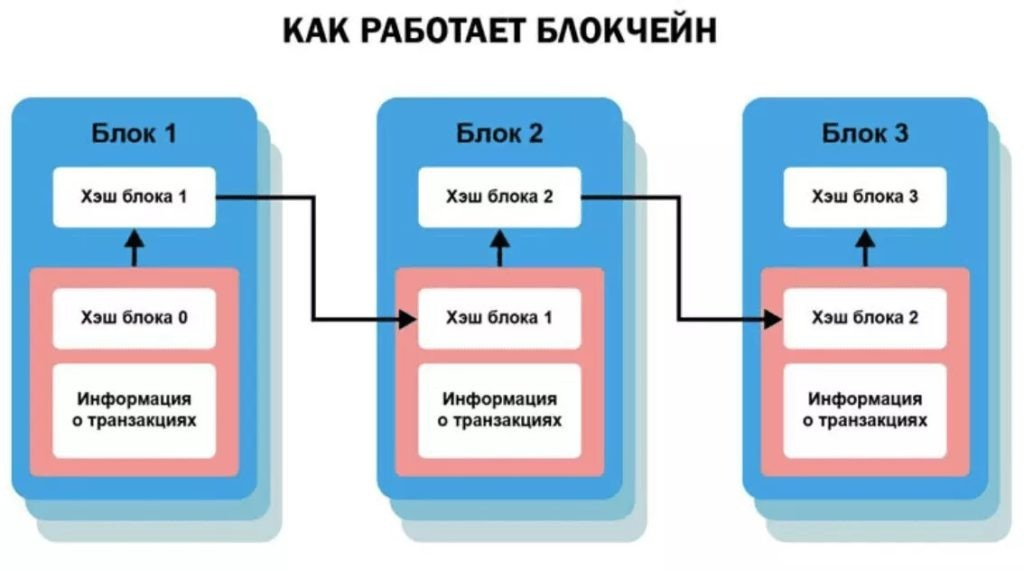 КАК РАБОТАЕТ БЛОКЧЕЙН
Блок 1
Хэш блока 1
Хэш блока 0
Информация
о транзакциях
Блок 2
Хэш блока 2
Хэш блока 1
Информация
о транзакциях
Блок 3
Хэш блока 3
Хэш блока 2
Информация
о транзакциях